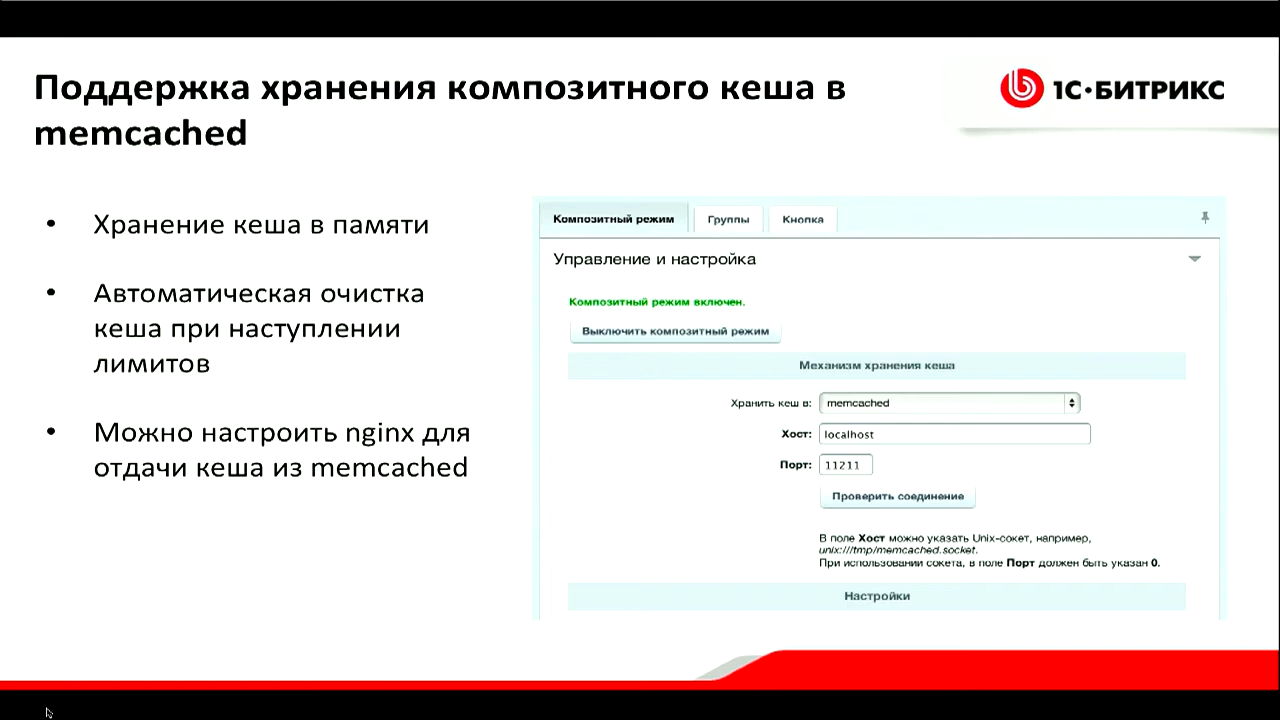 Поддержка хранения композитного кеша в
memcached
1С·БИТРИКС
• Хранение кеша в памяти
• Автоматическая очистка
кеша при наступлении
лимитов
• Можно настроить nginx для
отдачи кеша из memcached
Композитный режим Группы Кнопка
Управление и настройка
Композитный режим включен.
Выключить композитный режим
Механизм хранения кеша
Хранить кеш в: memcached
Хост: localhost
Порт: 11211
Проверить соединение
В поле Хост можно указать Unix-сокет, например,
unix:///tmp/memcached.socket.
При использовании сокета, в поле Порт должен быть указан 0.
Настройки